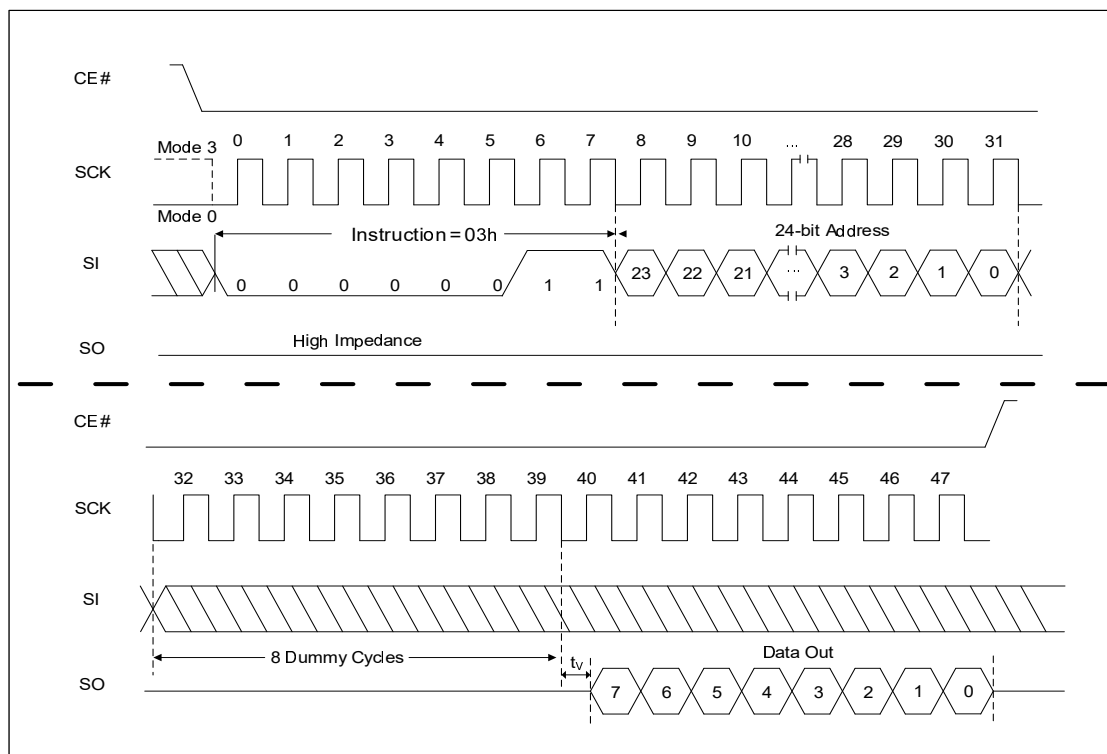 CE#
Mode 3
0 1 2 3 4 5 6 7 8 9 10 ... 28 29 30 31
SCK
Mode 0
Instruction = 03h
24-bit Address
SI
0 0 0 0 0 0 1 1 23 22 21 ... 3 2 1 0
High Impedance
SO
CE#
32 33 34 35 36 37 38 39 40 41 42 43 44 45 46 47
SCK
SI
8 Dummy Cycles
tV
Data Out
SO
7 6 5 4 3 2 1 0